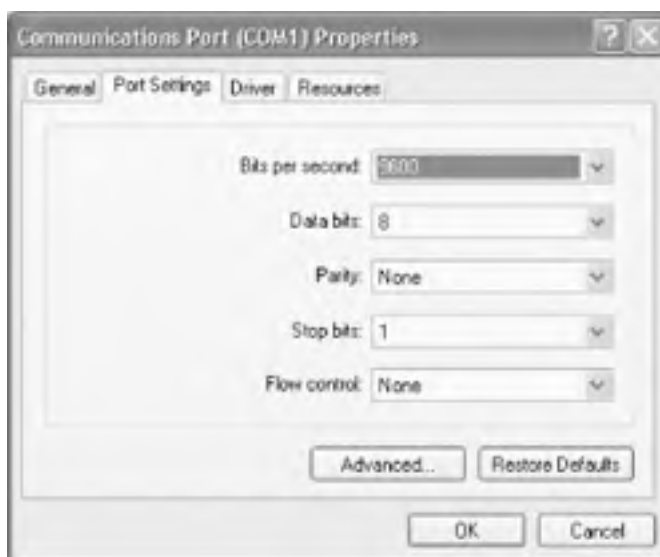 Communications Port (COM1) Properties
General Port Settings Driver Resources
Bits per second: 9600
Data bits: 8
Parity: None
Stop bits: 1
Flow control: None
Advanced... Restore Defaults
OK Cancel